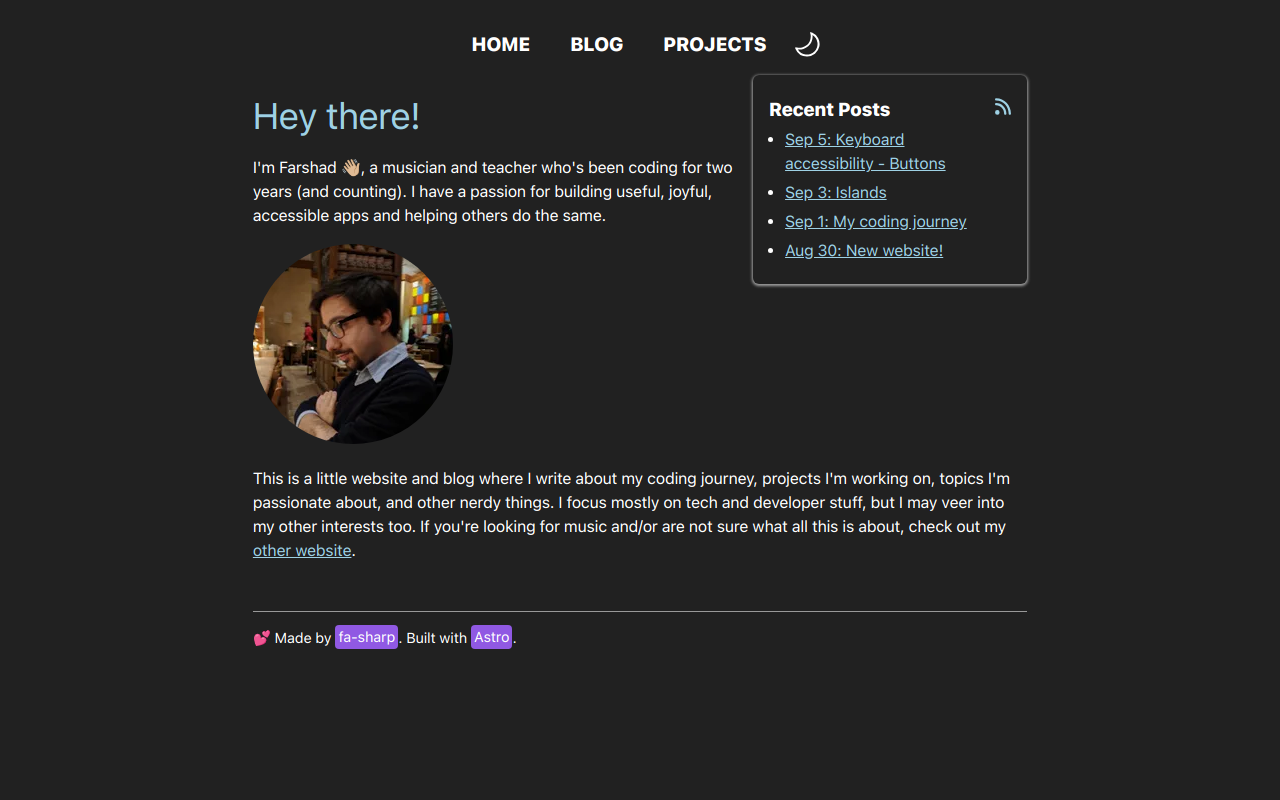 HOME BLOG PROJECTS
Hey there!
I'm Farshad 👋🏼, a musician and teacher who's been coding for two
years (and counting). I have a passion for building useful, joyful,
accessible apps and helping others do the same.
Recent Posts
Sep 5: Keyboard
accessibility - Buttons
Sep 3: Islands
Sep 1: My coding journey
Aug 30: New website!
This is a little website and blog where I write about my coding journey, projects I'm working on, topics I'm
passionate about, and other nerdy things. I focus mostly on tech and developer stuff, but I may veer into
my other interests too. If you're looking for music and/or are not sure what all this is about, check out my
other website.
💕 Made by fa-sharp. Built with Astro.